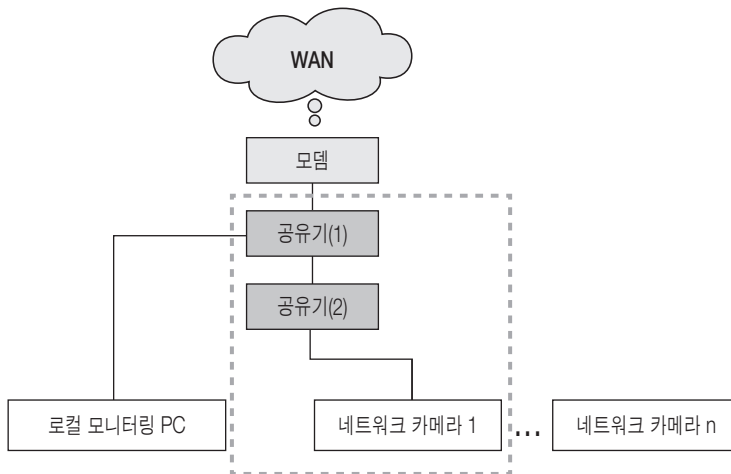 WAN
모뎀
공유기(1)
공유기(2)
로컬 모니터링 PC
네트워크 카메라 1
...
네트워크 카메라 n